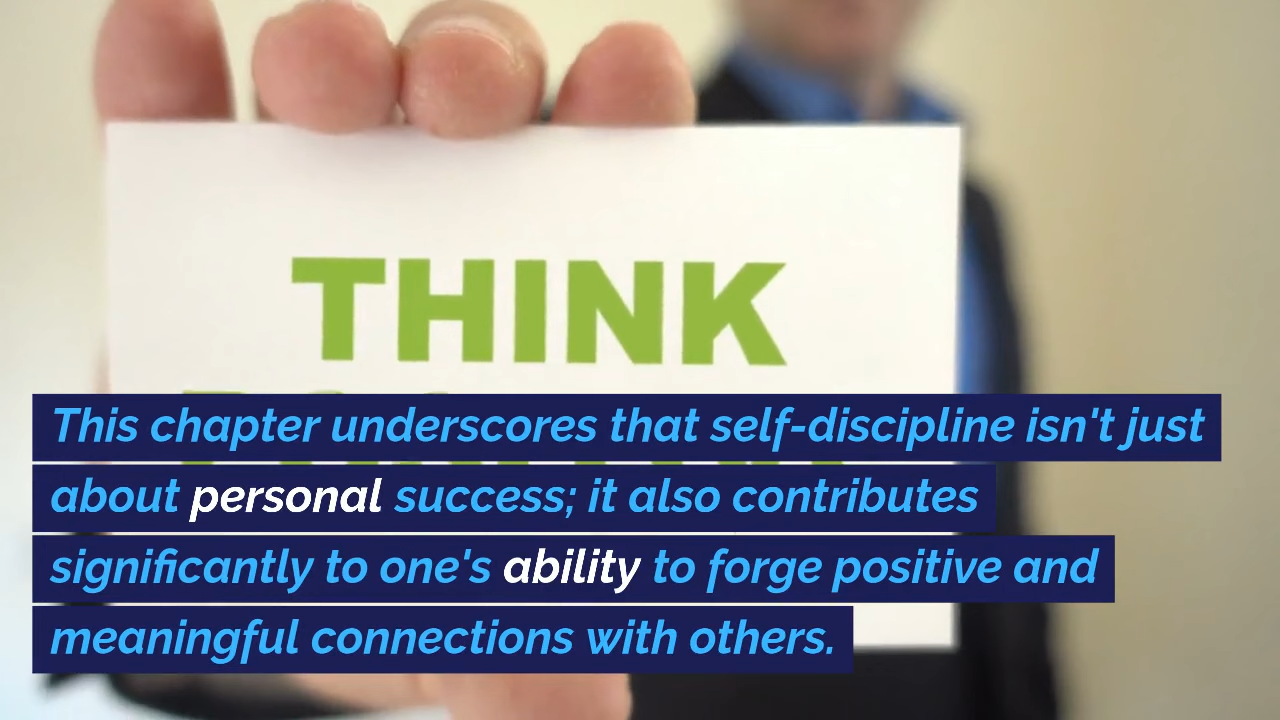 THINK
This chapter underscores that self-discipline isn't just
about personal success; it also contributes
significantly to one's ability to forge positive and
meaningful connections with others.